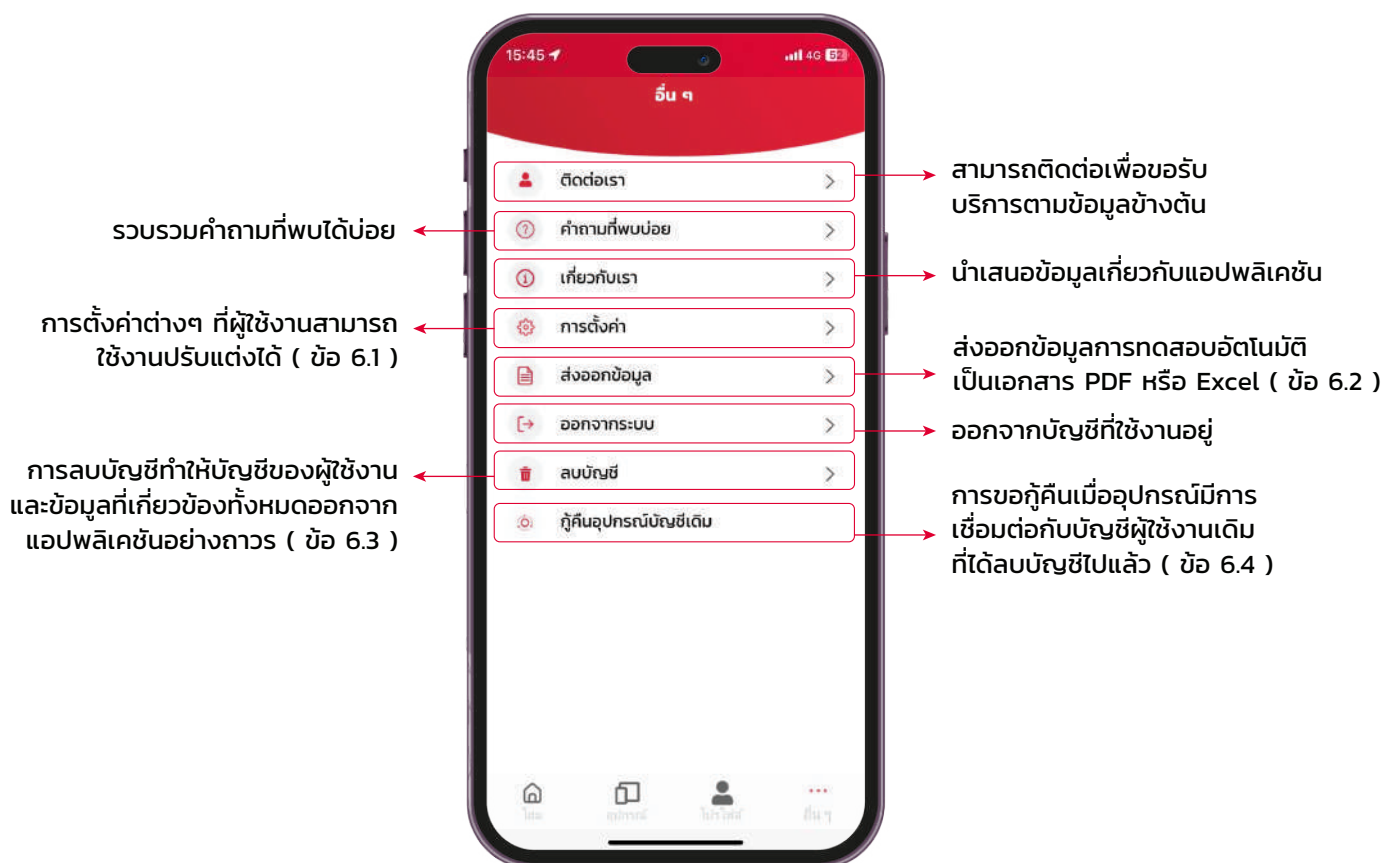 15:45
4G 52
อื่น ๆ
ติดต่อเรา
สามารถติดต่อเพื่อขอรับ
บริการตามข้อมูลข้างต้น
รวบรวมคำถามที่พบได้บ่อย
คำถามที่พบบ่อย
เกี่ยวกับเรา
นำเสนอข้อมูลเกี่ยวกับแอปพลิเคชัน
การตั้งค่าต่างๆ ที่ผู้ใช้งานสามารถ
ใช้งานปรับแต่งได้ ( ข้อ 6.1 )
การตั้งค่า
ส่งออกข้อมูล
ส่งออกข้อมูลการทดสอบอัตโนมัติ
เป็นเอกสาร PDF หรือ Excel ( ข้อ 6.2 )
ออกจากระบบ
ออกจากบัญชีที่ใช้งานอยู่
การลบบัญชีทำให้บัญชีของผู้ใช้งาน
และข้อมูลที่เกี่ยวข้องทั้งหมดออกจาก
แอปพลิเคชันอย่างถาวร ( ข้อ 6.3 )
ลบบัญชี
กู้คืนอุปกรณ์บัญชีเดิม
การขอกู้คืนเมื่ออุปกรณ์มีการ
เชื่อมต่อกับบัญชีผู้ใช้งานเดิม
ที่ได้ลบบัญชีไปแล้ว ( ข้อ 6.4 )
อุปกรณ์
โปรไฟล์
อื่น ๆ